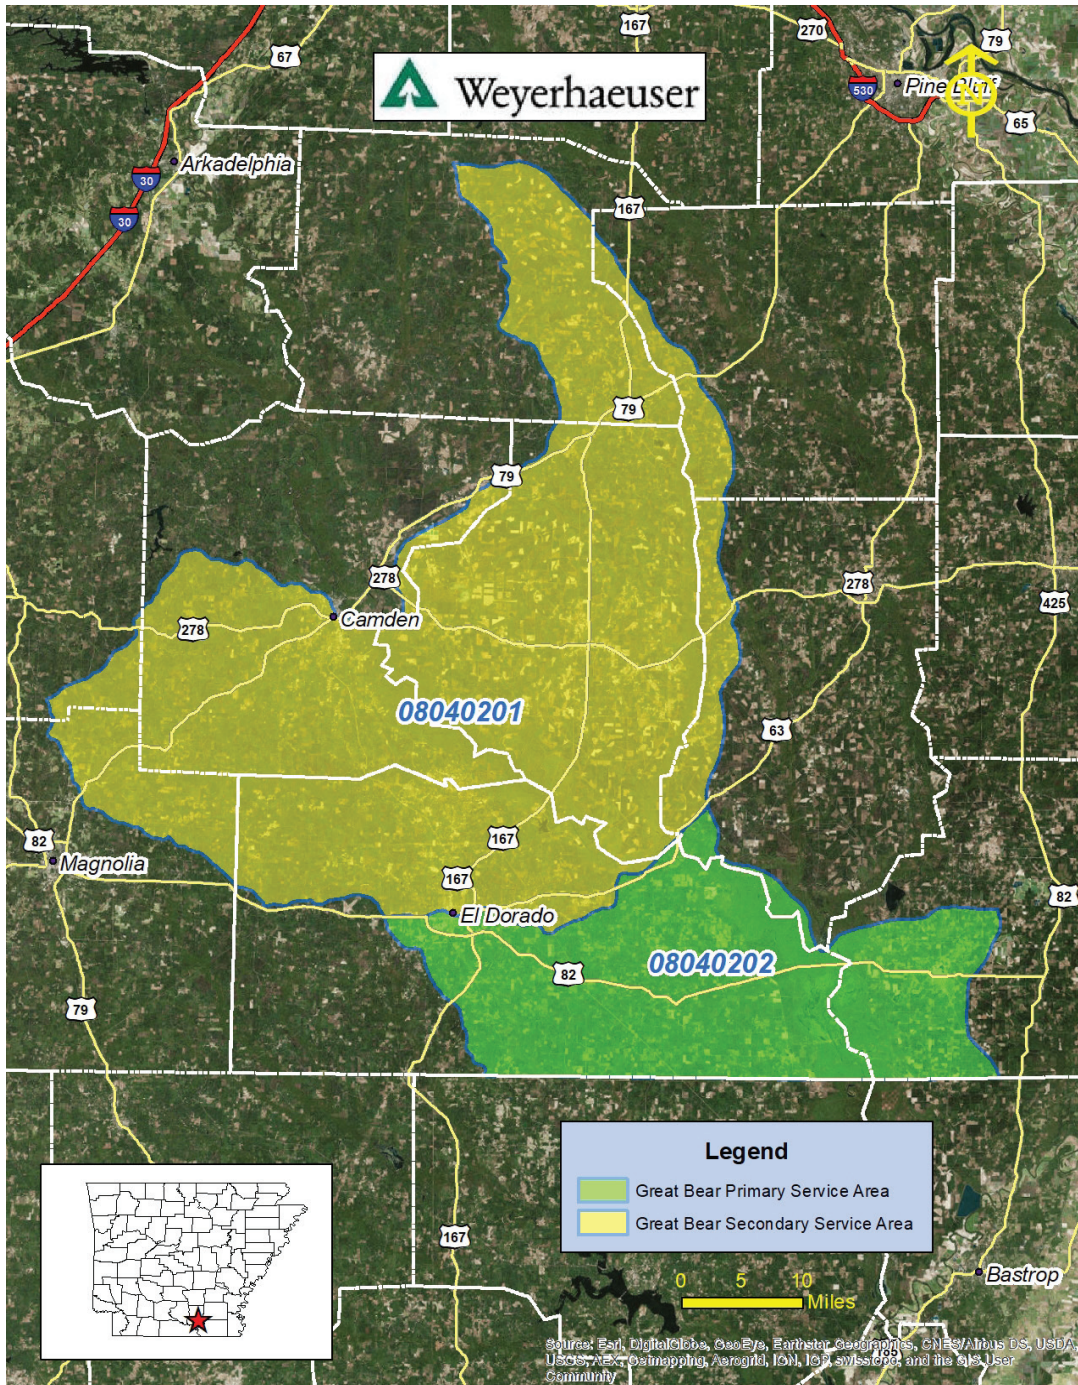 167
67
270
79
Weyerhaeuser
530
Pine Bluff
N
65
Arkadelphia
30
30
167
79
79
278
278
425
Camden
278
08040201
63
167
82
Magnolia
167
82
El Dorado
08040202
82
79
Legend
Great Bear Primary Service Area
Great Bear Secondary Service Area
167
0 5 10
Miles
Bastrop
165
Source: Esri, DigitalGlobe, GeoEye, Earthstar Geographics, CNES/Airbus DS, USDA,
USGS, AEX, Getmapping, Aerogrid, IGN, IGP, swisstopo, and the GIS User
Community